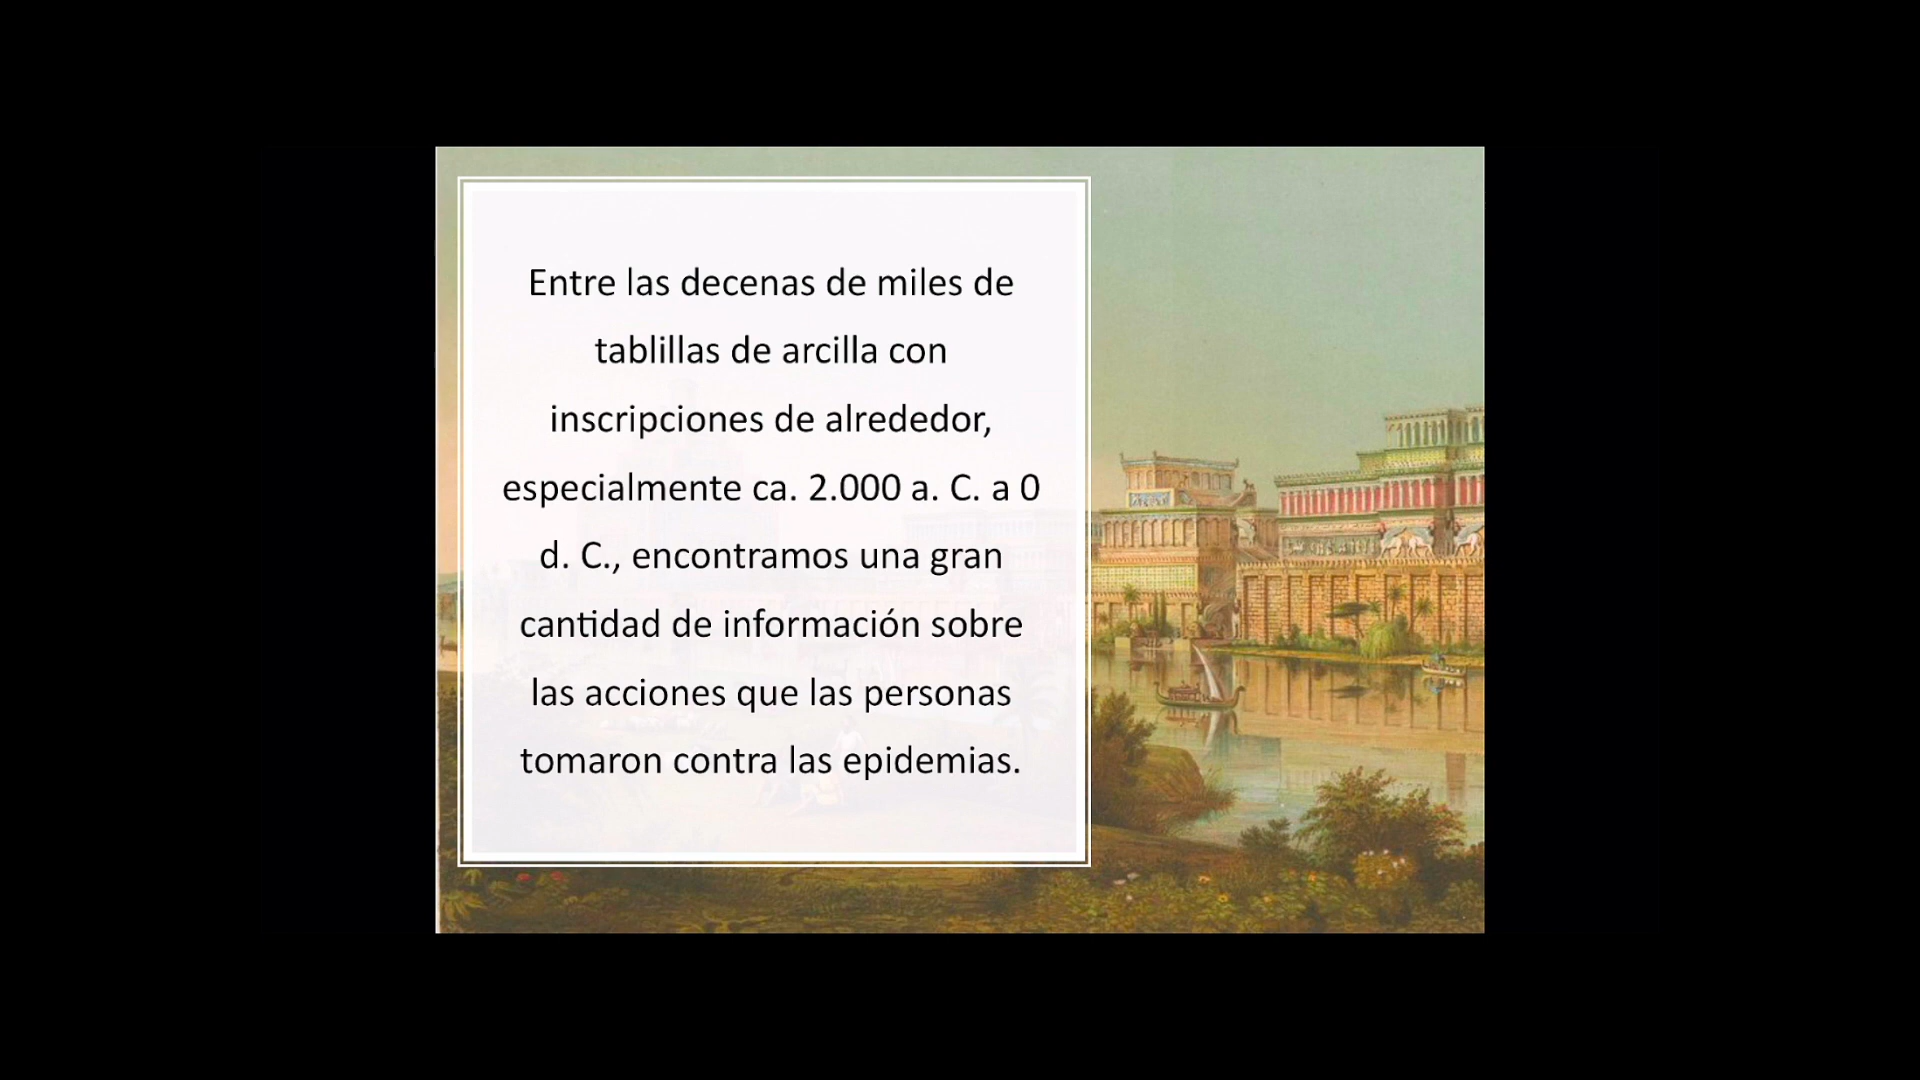 Entre las decenas de miles de
tablillas de arcilla con
inscripciones de alrededor,
especialmente ca. 2.000 a. C. a 0
d. C., encontramos una gran
cantidad de información sobre
las acciones que las personas
tomaron contra las epidemias.